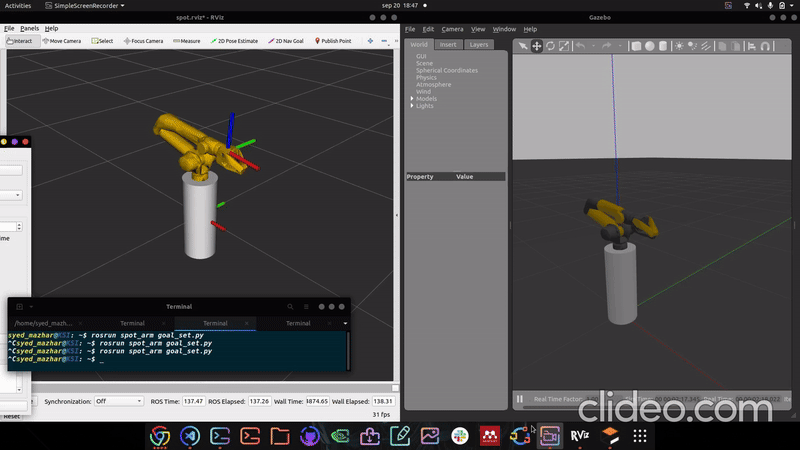 Activities
SimpleScreenRecorder
sep 20 18:47
spot.rviz* - RViz
Gazebo
File Panels Help
File Edit Camera View Window Help
Interact Move Camera Select Focus Camera Measure 2D Pose Estimate 2D Nav Goal Publish Point
World Insert Layers
GUI
Scene
Spherical Coordinates
Physics
Atmosphere
Wind
Models
Lights
Property Value
ime
Terminal
/home/syed_mazh... Terminal Terminal Terminal
syed_mazhar@KSI: ~$ rosrun spot_arm goal_set.py
^Csyed_mazhar@KSI: ~$ rosrun spot_arm goal_set.py
^Csyed_mazhar@KSI: ~$ rosrun spot_arm goal_set.py
^Csyed_mazhar@KSI: ~$ _
Synchronization: Off ROS Time: 137.47 ROS Elapsed: 137.26 Wall Time: 3874.65 Wall Elapsed: 138.31
Reset
31 fps
Real Time Factor:
clideo.com
RViz